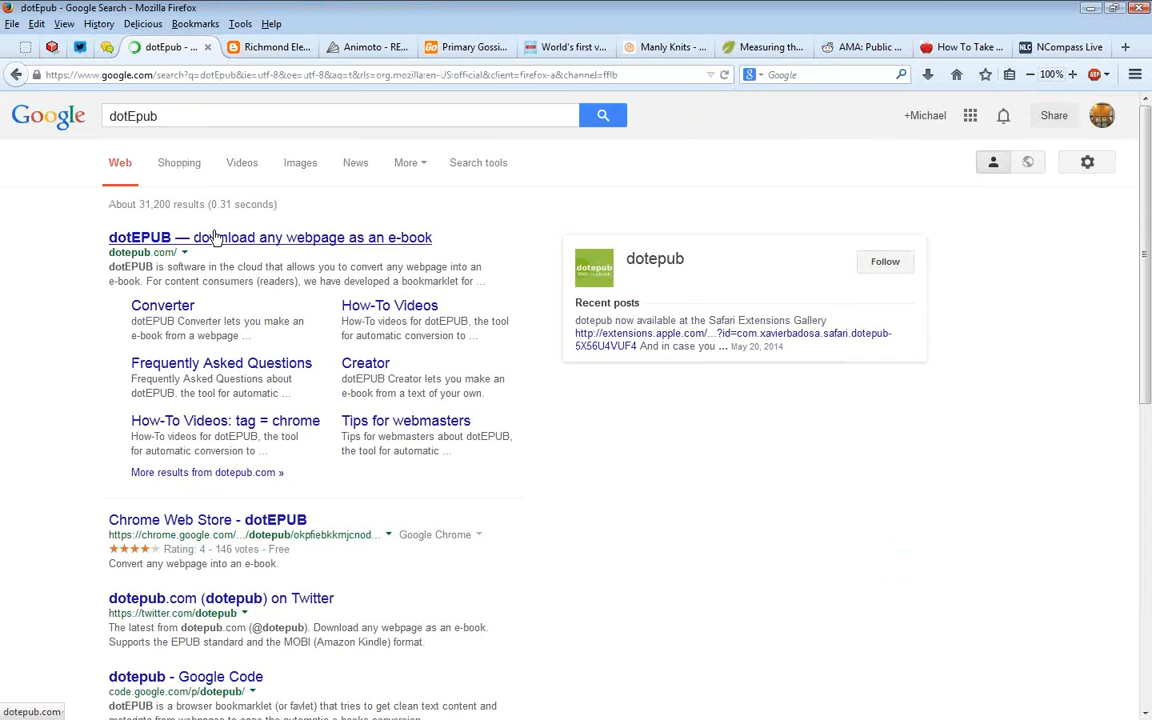 dotEpub - Google Search - Mozilla Firefox
File Edit View History Delicious Bookmarks Tools Help
dotEpub - ... × Richmond Ele... Animoto - RE... Primary Gossi... World's first v... Manly Knits - ... Measuring th... AMA: Public ... How To Take ... NCompass Live +
https://www.google.com/search?q=dotEpub&ie=utf-8&oe=utf-8&aq=t&rls=org.mozilla:en-US:official&client=firefox-a&channel=fflb Google 100% ABP
Google dotEpub +Michael Share
Web Shopping Videos Images News More Search tools
About 31,200 results (0.31 seconds)
dotEPUB — download any webpage as an e-book
dotepub.com/
dotEPUB is software in the cloud that allows you to convert any webpage into an
e-book. For content consumers (readers), we have developed a bookmarklet for ...
Converter
dotEPUB Converter lets you make an
e-book from a webpage ...
How-To Videos
How-To videos for dotEPUB, the tool
for automatic conversion to ...
Frequently Asked Questions
Frequently Asked Questions about
dotEPUB, the tool for automatic ...
Creator
dotEPUB Creator lets you make an
e-book from a text of your own.
How-To Videos: tag = chrome
How-To videos for dotEPUB, the tool
for automatic conversion to ...
Tips for webmasters
Tips for webmasters about dotEPUB,
the tool for automatic ...
More results from dotepub.com »
Chrome Web Store - dotEPUB
https://chrome.google.com/.../dotepub/okpfiebkkmjcnod... Google Chrome
Rating: 4 - 146 votes - Free
Convert any webpage into an e-book.
dotepub.com (dotepub) on Twitter
https://twitter.com/dotepub
The latest from dotepub.com (@dotepub). Download any webpage as an e-book.
Supports the EPUB standard and the MOBI (Amazon Kindle) format.
dotepub - Google Code
code.google.com/p/dotepub/
dotEPUB is a browser bookmarklet (or favlet) that tries to get clean text content and
metadata from webpages to ease the automatic e-books conversion.
dotepub
Web → ebook
dotepub
Follow
Recent posts
dotepub now available at the Safari Extensions Gallery
http://extensions.apple.com/...?id=com.xavierbadosa.safari.dotepub-
5X56U4VUF4 And in case you ... May 20, 2014
dotepub.com